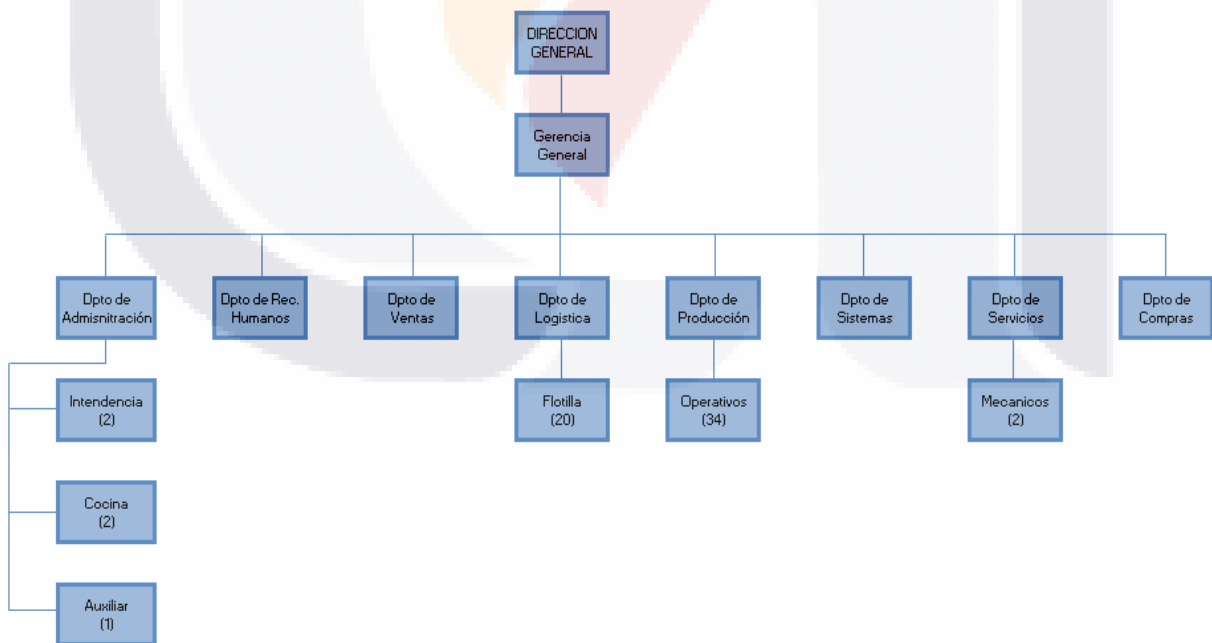 DIRECCION
GENERAL
Gerencia
General
Dpto de
Admisnitración
Dpto de Rec.
Humanos
Dpto de
Ventas
Dpto de
Logistica
Dpto de
Producción
Dpto de
Sistemas
Dpto de
Servicios
Dpto de
Compras
Intendencia
(2)
Flotilla
(20)
Operativos
(34)
Mecanicos
(2)
Cocina
(2)
Auxiliar
(1)